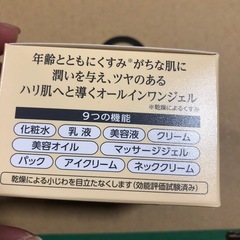 年齢とともにくすみ※がちな肌に
潤いを与え、ツヤのある
ハリ肌へと導くオールインワンジェル
※乾燥によるくすみ
9つの機能
化粧水 乳液 美容液 クリーム
美容オイル マッサージジェル
パック アイクリーム ネッククリーム
乾燥による小じわを目立たなくします(効能評価試験済み)